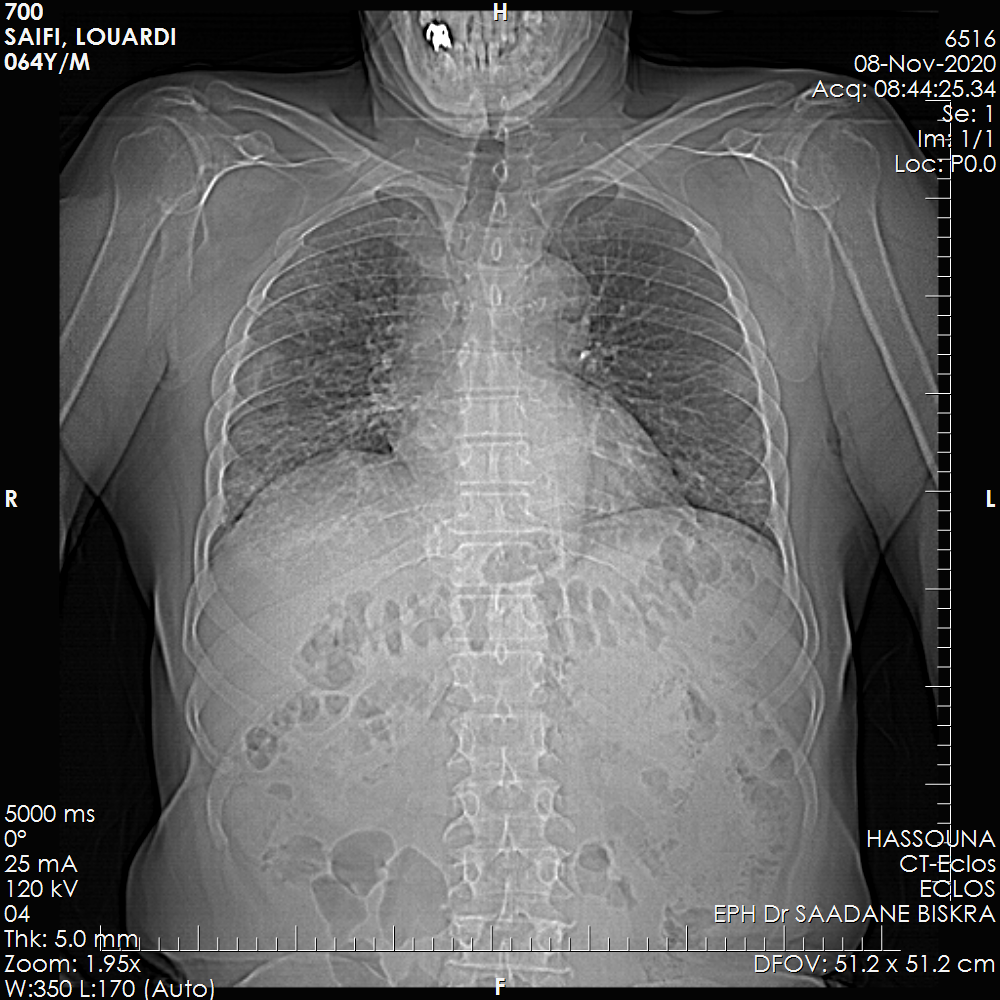 700
SAIFI, LOUARDI
064Y/M
H
6516
08-Nov-2020
Acq: 08:44:25.34
Se: 1
Im: 1/1
Loc: P0.0
R
L
5000 ms
0°
25 mA
120 kV
04
Thk: 5.0 mm
Zoom: 1.95x
W:350 L:170 (Auto)
F
HASSOUNA
CT-Eclos
ECLOS
EPH Dr SAADANE BISKRA
DFOV: 51.2 x 51.2 cm